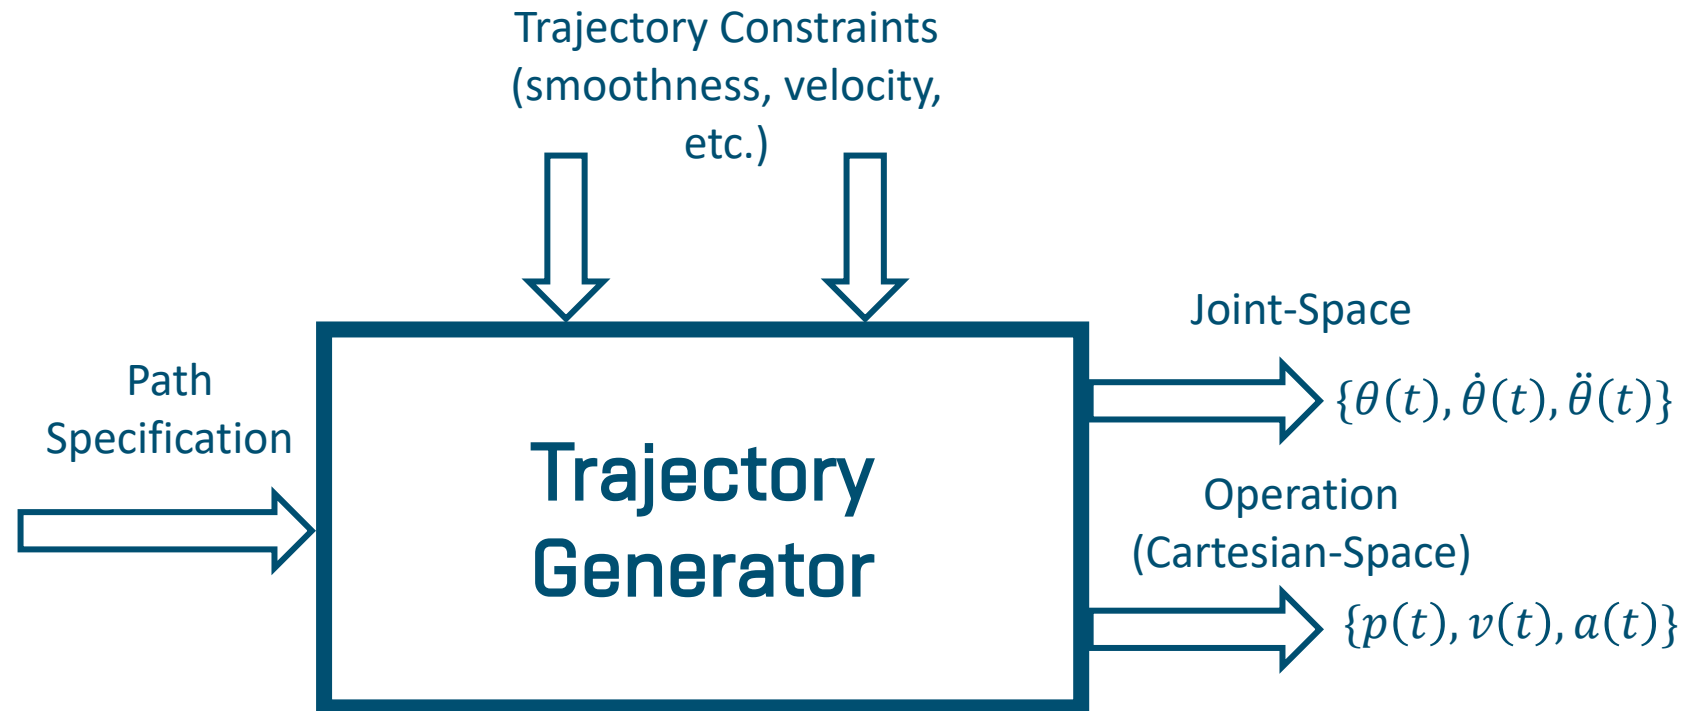 Trajectory Constraints
(smoothness, velocity,
etc.)
Path
Specification
Trajectory
Generator
Joint-Space
{θ(t), θ̇(t), θ̈(t)}
Operation
(Cartesian-Space)
{p(t), v(t), a(t)}